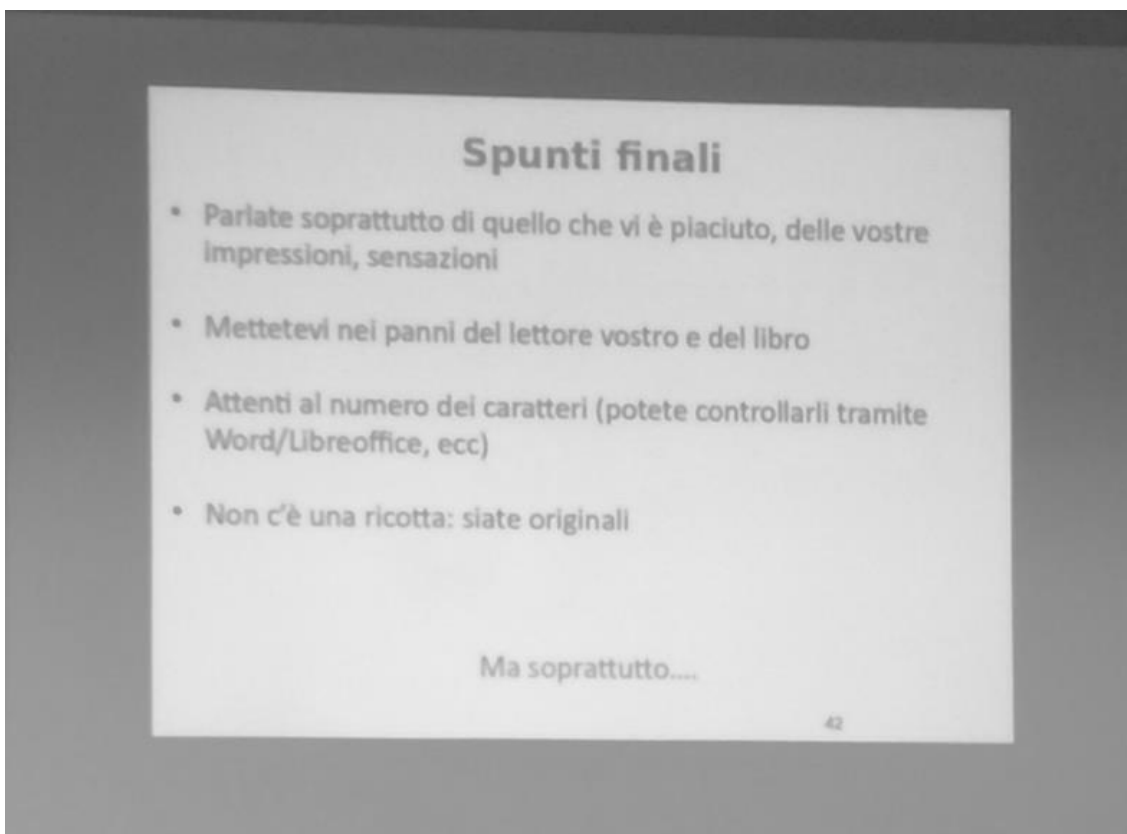 Spunti finali
• Parlate soprattutto di quello che vi è piaciuto, delle vostre
impressioni, sensazioni
• Mettetevi nei panni del lettore vostro e del libro
• Attenti al numero dei caratteri (potete controllarli tramite
Word/Libreoffice, ecc)
• Non c'è una ricotta: siate originali
Ma soprattutto....
42